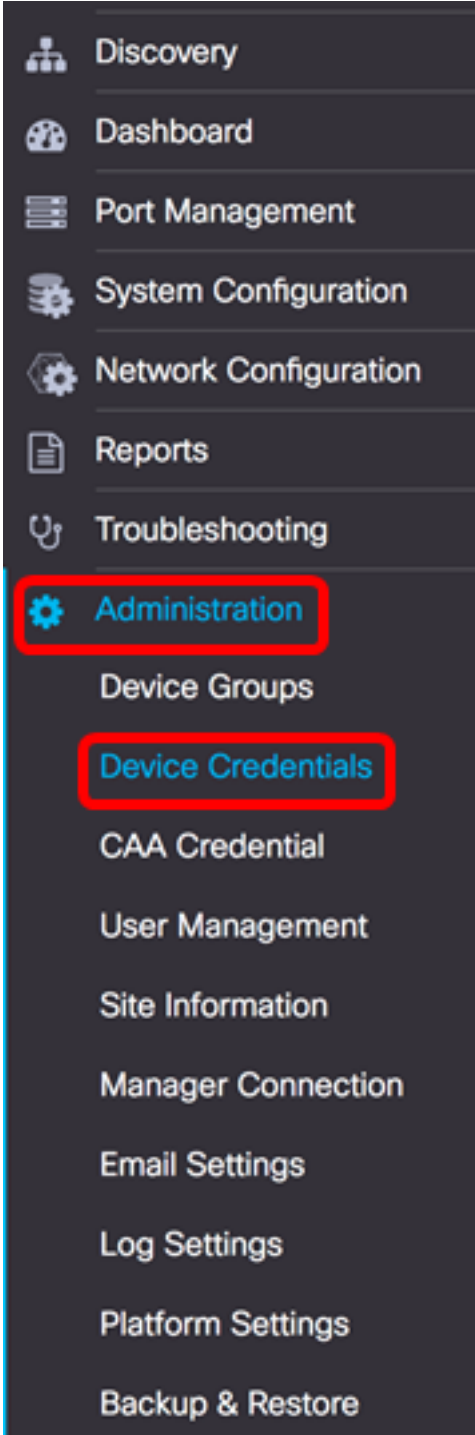 Discovery
Dashboard
Port Management
System Configuration
Network Configuration
Reports
Troubleshooting
Administration
Device Groups
Device Credentials
CAA Credential
User Management
Site Information
Manager Connection
Email Settings
Log Settings
Platform Settings
Backup & Restore